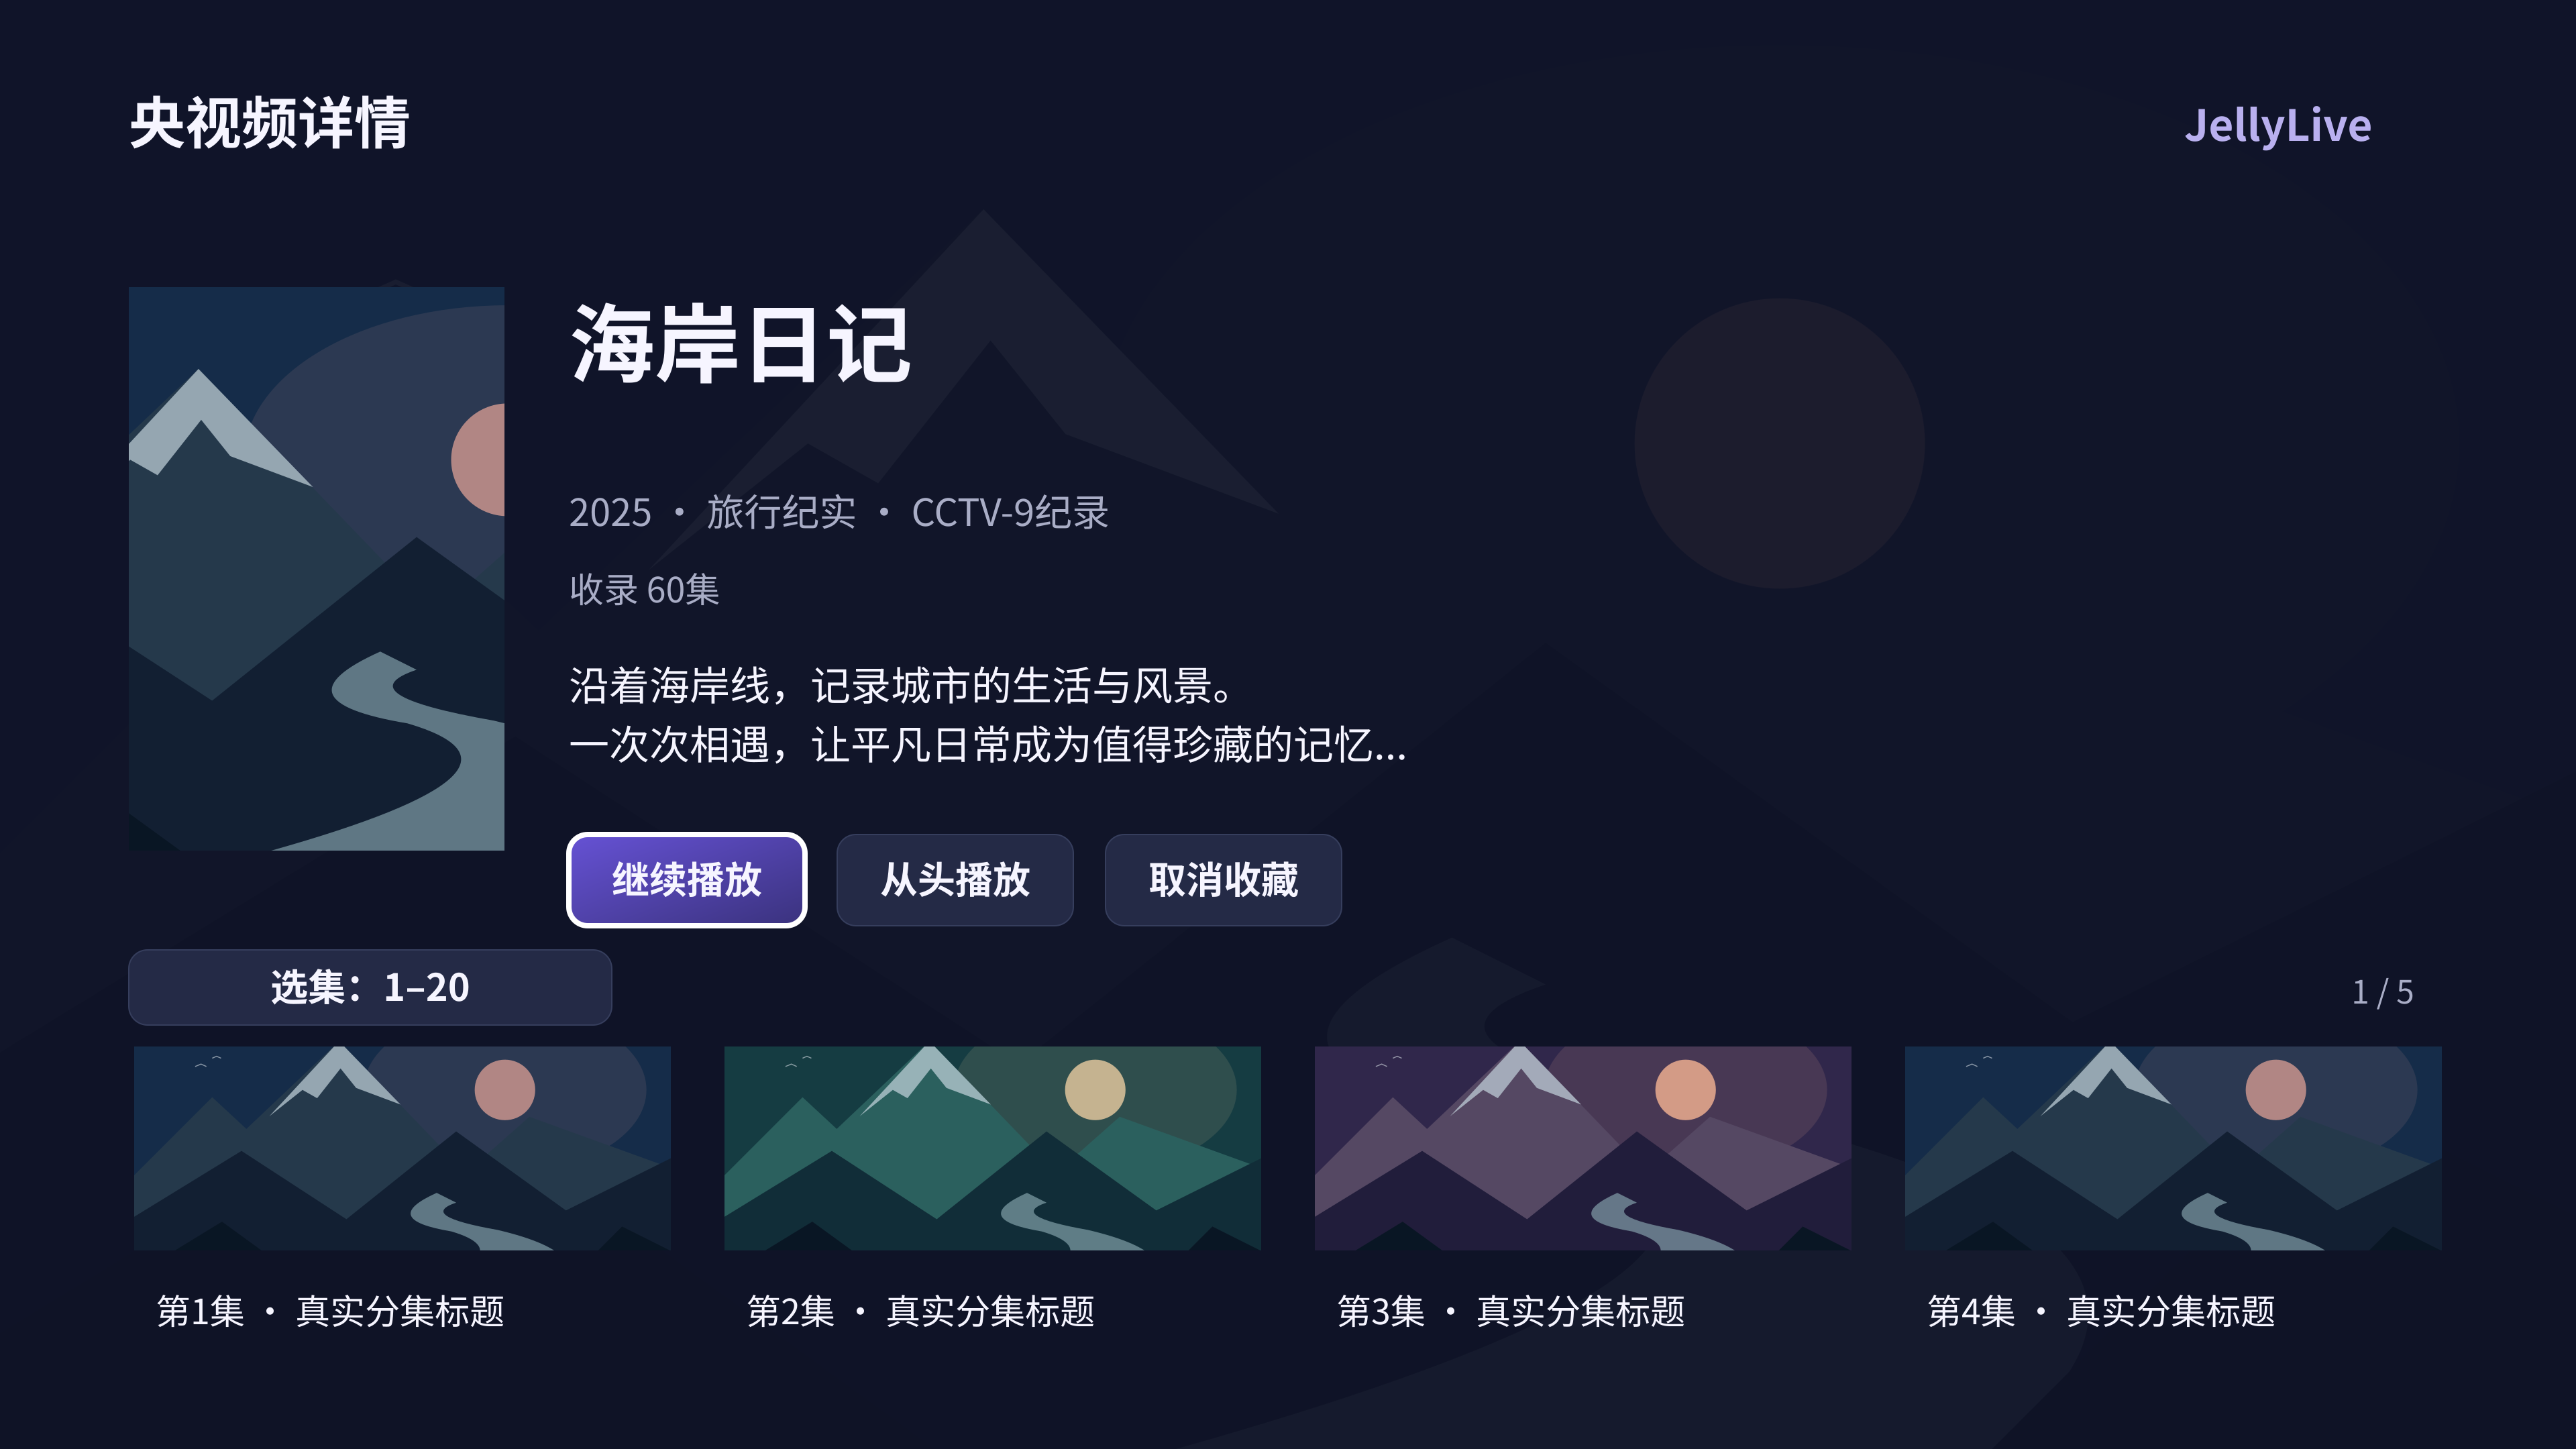 央视频详情
JellyLive
海岸日记
2025 · 旅行纪实 · CCTV-9纪录
收录 60集
沿着海岸线，记录城市的生活与风景。
一次次相遇，让平凡日常成为值得珍藏的记忆...
继续播放
从头播放
取消收藏
选集：1–20
1 / 5
第1集 · 真实分集标题
第2集 · 真实分集标题
第3集 · 真实分集标题
第4集 · 真实分集标题